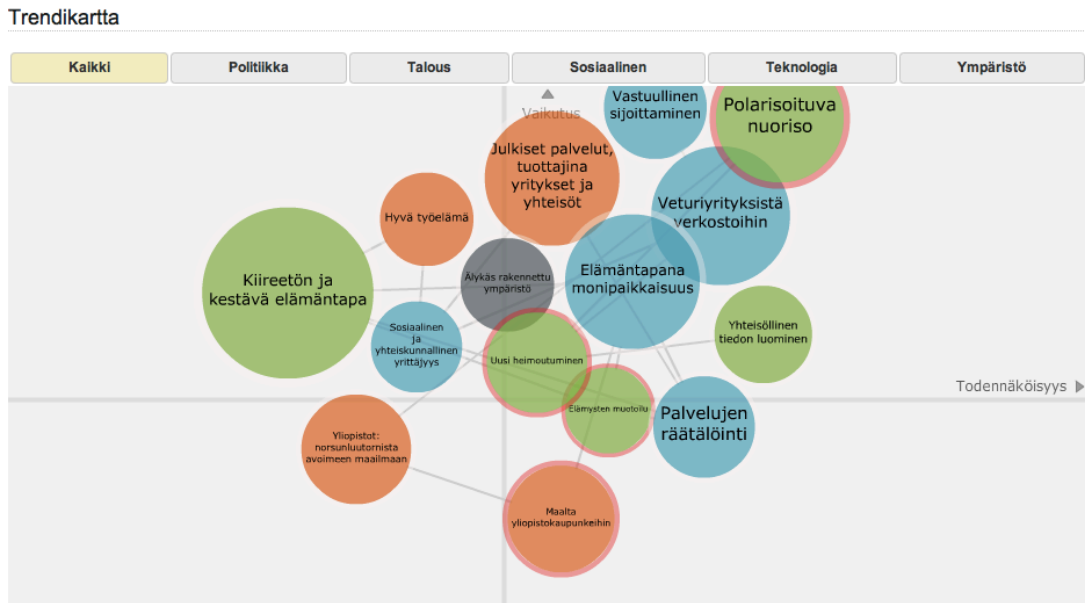 Trendikartta
Kaikki
Politiikka
Talous
Sosiaalinen
Teknologia
Ympäristö
Vaikutus
Vastuullinen
sijoittaminen
Polarisoituva
nuoriso
Julkiset palvelut,
tuottajina
yritykset ja
yhteisöt
Hyvä työelämä
Veturiyrityksistä
verkostoihin
Kiireetön ja
kestävä elämäntapa
Älykäs rakennettu
ympäristö
Elämäntapana
monipaikkaisuus
Sosiaalinen
ja
yhteiskunnallinen
yrittäjyys
Uusi heimoutuminen
Yhteisöllinen
tiedon luominen
Todennäköisyys
Elämysten muotoilu
Palvelujen
räätälöinti
Yliopistot:
norsunluutornista
avoimeen maailmaan
Maalta
yliopistokaupunkeihin